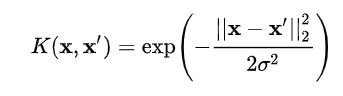 K(x, x′) = exp(−||x − x′||₂² / 2σ²)